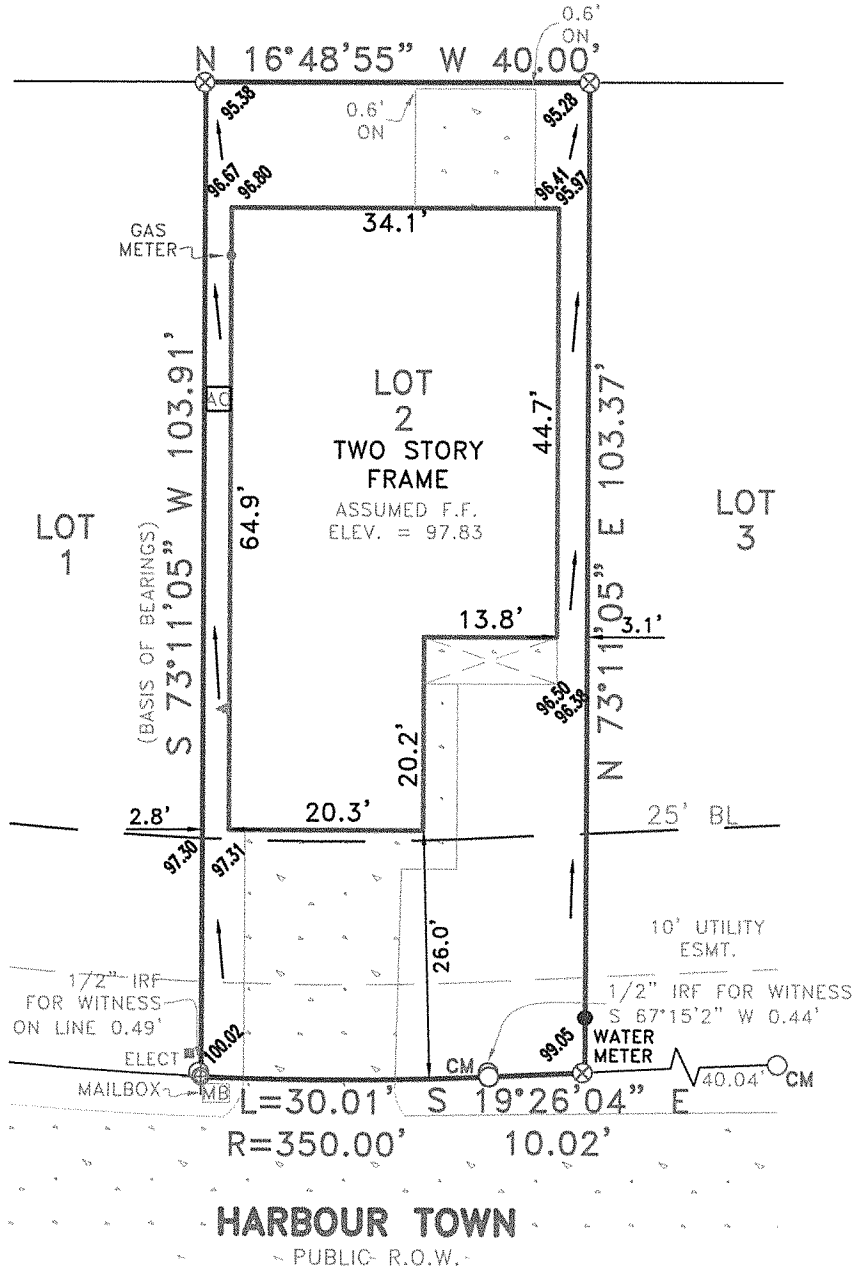 0.6'
ON
N 16°48'55" W 40.00'
95.38
0.6'
ON
95.28
96.67
96.80
96.41
95.97
34.1'
GAS
METER
AC
S 73°11'05" W 103.91'
(BASIS OF BEARINGS)
64.9'
LOT
2
TWO STORY
FRAME
ASSUMED F.F.
ELEV. = 97.83
44.7'
N 73°11'05" E 103.37'
LOT
1
LOT
3
13.8'
3.1'
96.50
96.38
20.2'
2.8'
20.3'
25' BL
97.30
97.31
26.0'
10' UTILITY
ESMT.
1/2" IRF
FOR WITNESS
ON LINE 0.49'
1/2" IRF FOR WITNESS
S 67°15'2" W 0.44'
ELECT
100.02
99.05
WATER
METER
CM
MAILBOX
MB
40.04'
CM
L=30.01' S 19°26'04" E
R=350.00' 10.02'
HARBOUR TOWN
PUBLIC R.O.W.